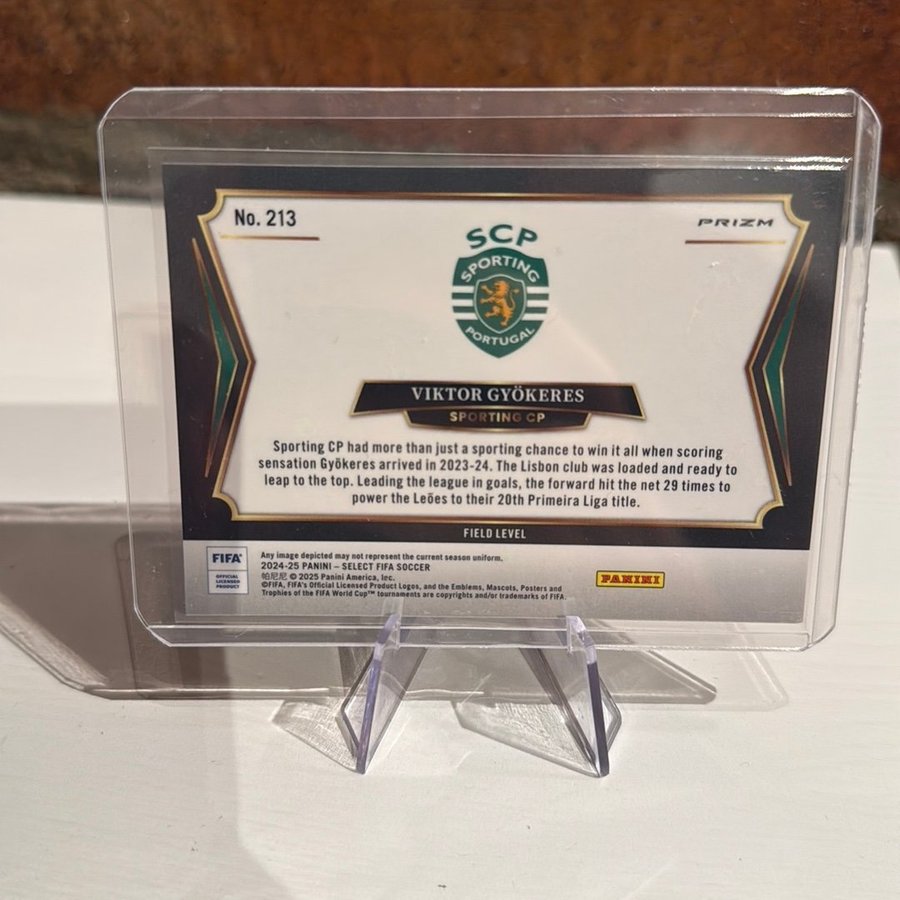 No. 213
PRIZM
SCP
SPORTING
PORTUGAL
VIKTOR GYÖKERES
SPORTING CP
Sporting CP had more than just a sporting chance to win it all when scoring
sensation Gyökeres arrived in 2023-24. The Lisbon club was loaded and ready to
leap to the top. Leading the league in goals, the forward hit the net 29 times to
power the Leões to their 20th Primeira Liga title.
FIELD LEVEL
FIFA®
OFFICIAL
LICENSED
PRODUCT
Any image depicted may not represent the current season uniform.
2024-25 PANINI – SELECT FIFA SOCCER
帕尼尼 © 2025 Panini America, Inc.
©FIFA, FIFA's Official Licensed Product Logos, and the Emblems, Mascots, Posters and
Trophies of the FIFA World Cup™ tournaments are copyrights and/or trademarks of FIFA.
PANINI